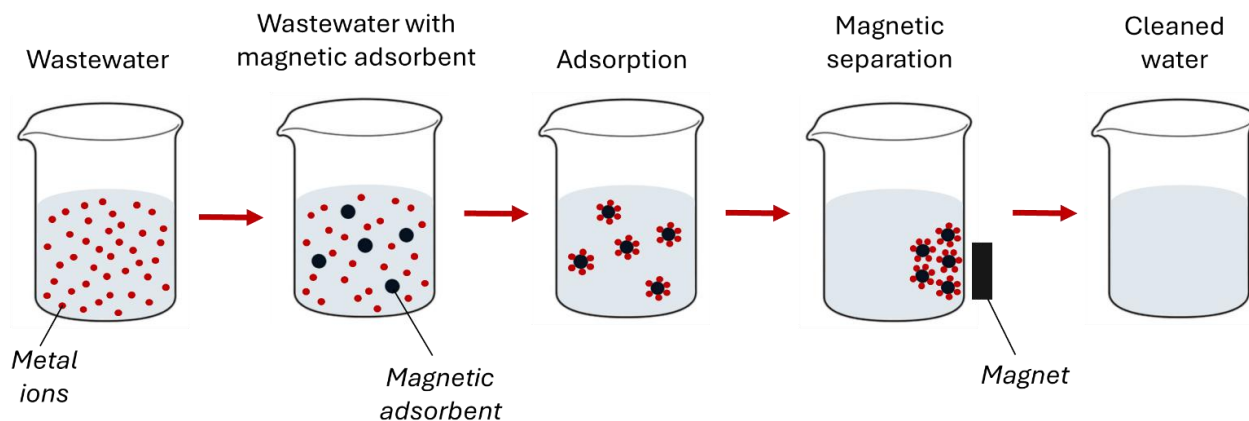 Wastewater
Wastewater with
magnetic adsorbent
Adsorption
Magnetic
separation
Cleaned
water
Metal
ions
Magnetic
adsorbent
Magnet